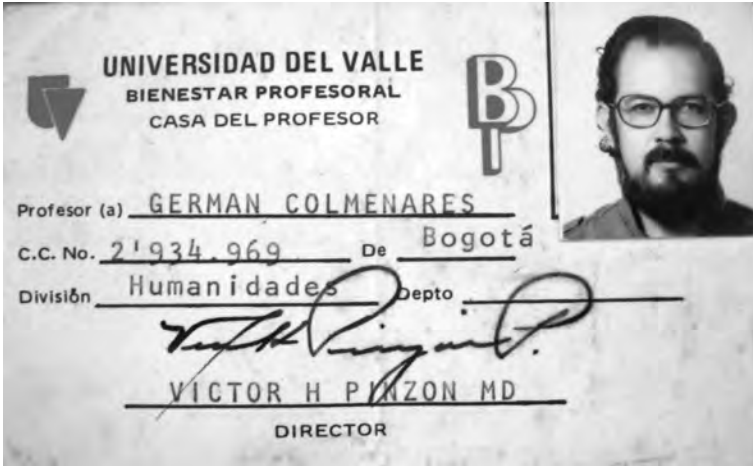 UNIVERSIDAD DEL VALLE
BIENESTAR PROFESORAL
CASA DEL PROFESOR
BP
Profesor (a) GERMAN COLMENARES
C.C. No. 2'934.969 De Bogotá
División Humanidades Depto
VICTOR H PINZON MD
DIRECTOR